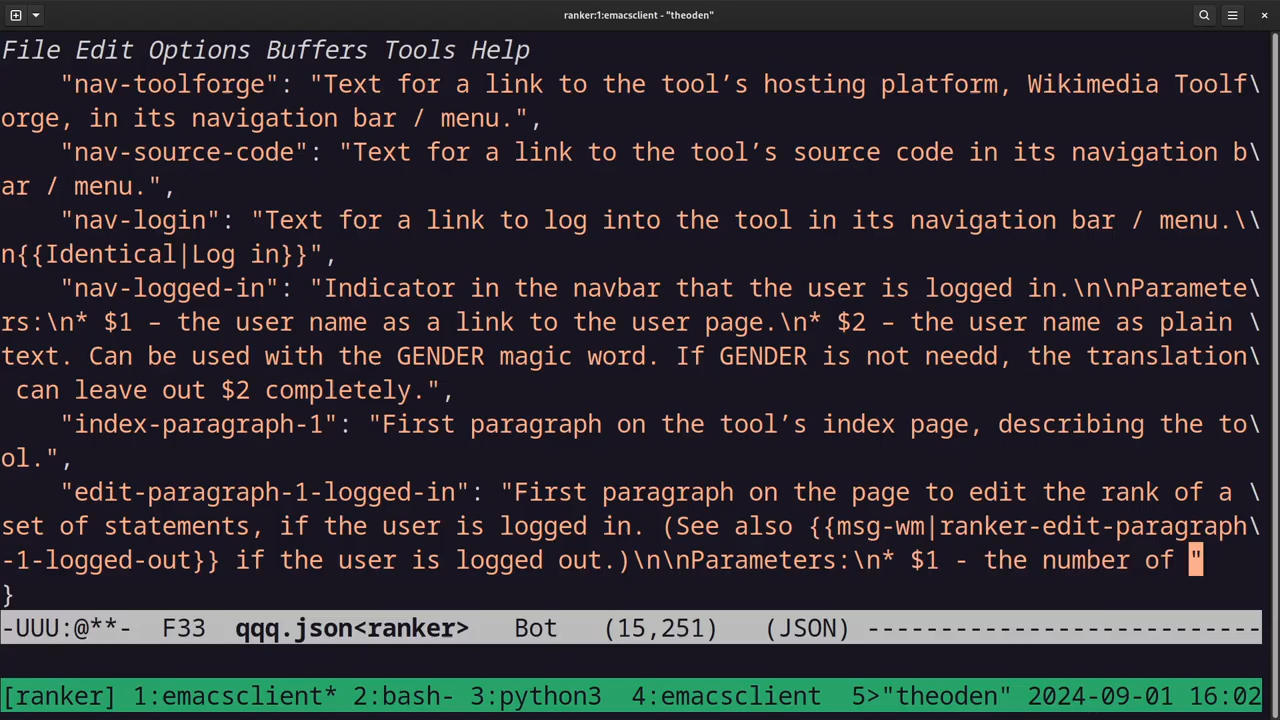 ranker:1:emacsclient - "theoden"
File Edit Options Buffers Tools Help
    "nav-toolforge": "Text for a link to the tool’s hosting platform, Wikimedia Toolf\
orge, in its navigation bar / menu.",
    "nav-source-code": "Text for a link to the tool’s source code in its navigation b\
ar / menu.",
    "nav-login": "Text for a link to log into the tool in its navigation bar / menu.\\
n{{Identical|Log in}}",
    "nav-logged-in": "Indicator in the navbar that the user is logged in.\n\nParamete\
rs:\n* $1 – the user name as a link to the user page.\n* $2 – the user name as plain \
text. Can be used with the GENDER magic word. If GENDER is not needd, the translation\
 can leave out $2 completely.",
    "index-paragraph-1": "First paragraph on the tool’s index page, describing the to\
ol.",
    "edit-paragraph-1-logged-in": "First paragraph on the page to edit the rank of a \
set of statements, if the user is logged in. (See also {{msg-wm|ranker-edit-paragraph\
-1-logged-out}} if the user is logged out.)\n\nParameters:\n* $1 - the number of "
}
-UUU:@**-  F33  qqq.json<ranker>   Bot   (15,251)   (JSON) ---------------------------
[ranker] 1:emacsclient* 2:bash- 3:python3  4:emacsclient  5>"theoden" 2024-09-01 16:02